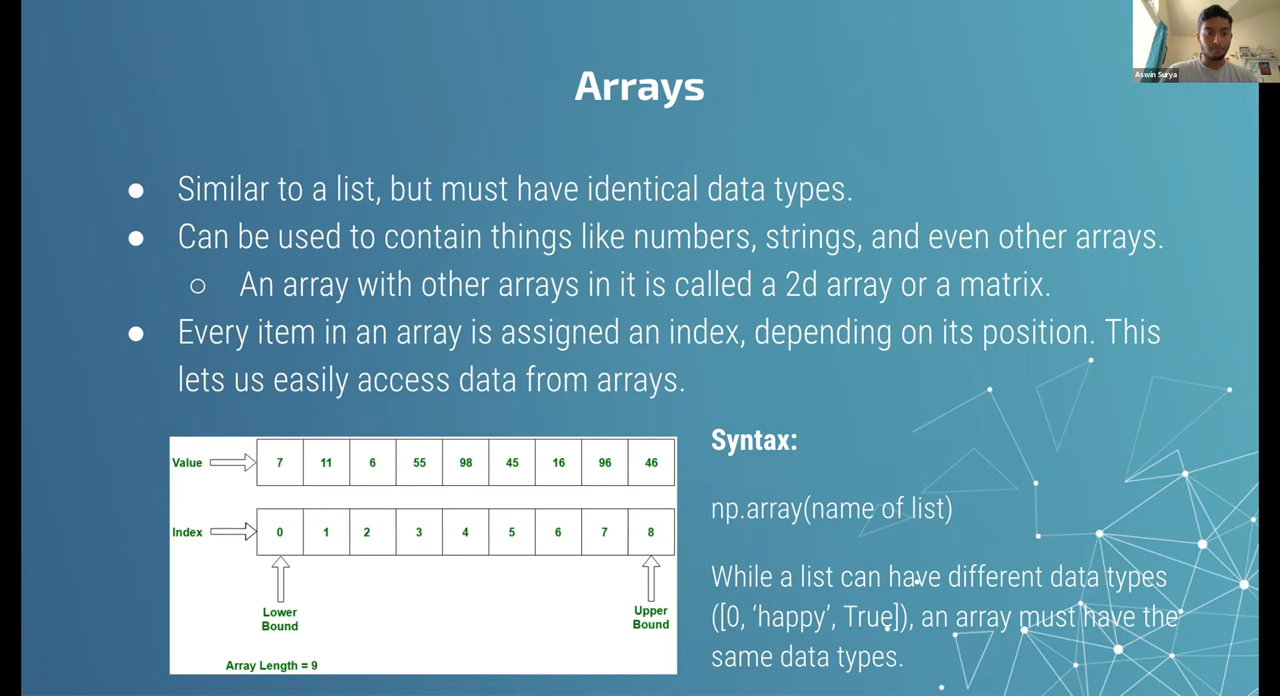 Aswin Surya
Arrays
● Similar to a list, but must have identical data types.
● Can be used to contain things like numbers, strings, and even other arrays.
○ An array with other arrays in it is called a 2d array or a matrix.
● Every item in an array is assigned an index, depending on its position. This
lets us easily access data from arrays.
Value 7 11 6 55 98 45 16 96 46
Index 0 1 2 3 4 5 6 7 8
Lower
Bound
Upper
Bound
Array Length = 9
Syntax:
np.array(name of list)
While a list can have different data types
([0, ‘happy’, True]), an array must have the
same data types.